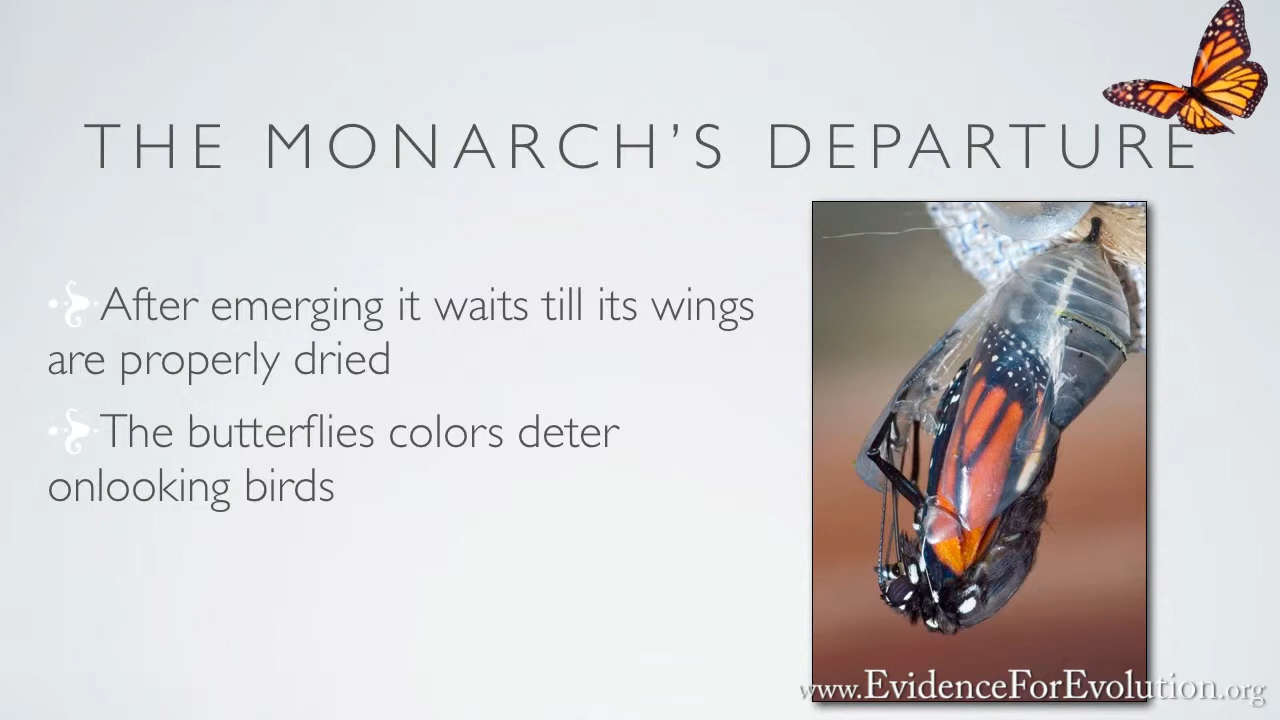 THE MONARCH’S DEPARTURE
After emerging it waits till its wings
are properly dried
The butterflies colors deter
onlooking birds
www.EvidenceForEvolution.org